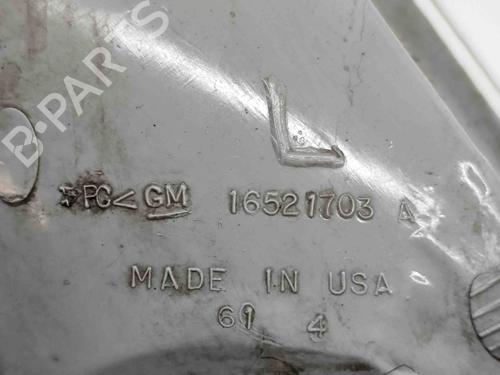 B-PARTS
L
>PC< GM 16521703 A
MADE IN USA
61 4